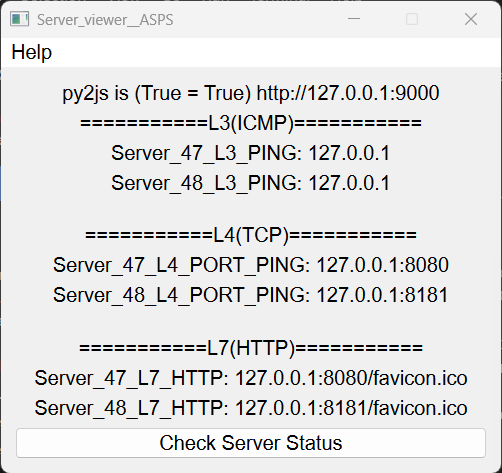 Server_viewer__ASPS
Help
py2js is (True = True) http://127.0.0.1:9000
===========L3(ICMP)===========
Server_47_L3_PING: 127.0.0.1
Server_48_L3_PING: 127.0.0.1
===========L4(TCP)===========
Server_47_L4_PORT_PING: 127.0.0.1:8080
Server_48_L4_PORT_PING: 127.0.0.1:8181
===========L7(HTTP)===========
Server_47_L7_HTTP: 127.0.0.1:8080/favicon.ico
Server_48_L7_HTTP: 127.0.0.1:8181/favicon.ico
Check Server Status